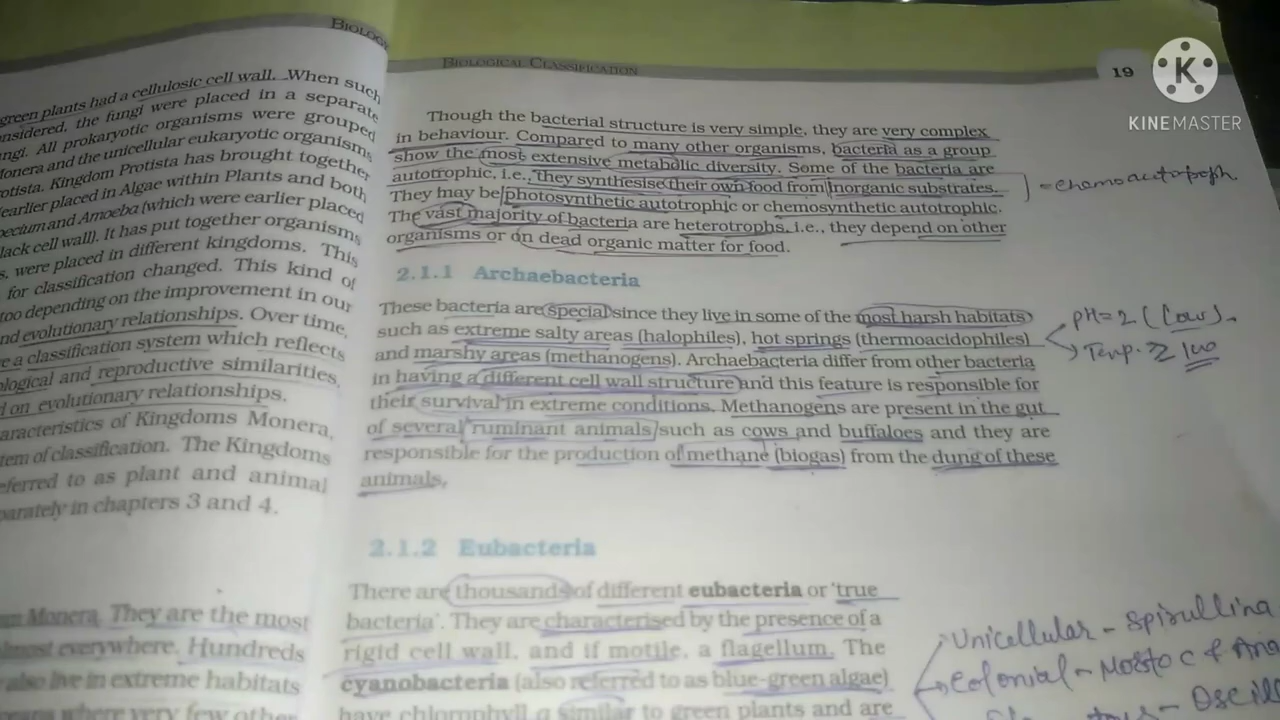 BIOLOGY
green plants had a cellulosic cell wall. When such
considered, the fungi were placed in a separate
All prokaryotic organisms were grouped
Monera and the unicellular eukaryotic organisms
Kingdom Protista has brought together
earlier placed in Algae within Plants and both
and Amoeba (which were earlier placed
lack cell wall). It has put together organisms
were placed in different kingdoms. This
for classification changed. This kind of
too depending on the improvement in our
nd evolutionary relationships. Over time,
a classification system which reflects
and reproductive similarities,
d on evolutionary relationships.
aracteristics of Kingdoms Monera,
tem of classification. The Kingdoms
eferred to as plant and animal
parately in chapters 3 and 4.
Monera. They are the most
lmost everywhere. Hundreds
also live in extreme habitats
where very few other
BIOLOGICAL CLASSIFICATION
19
K
KINEMASTER
Though the bacterial structure is very simple, they are very complex
in behaviour. Compared to many other organisms, bacteria as a group
show the most extensive metabolic diversity. Some of the bacteria are
autotrophic, i.e., they synthesise their own food from inorganic substrates.
They may be photosynthetic autotrophic or chemosynthetic autotrophic.
The vast majority of bacteria are heterotrophs, i.e., they depend on other
organisms or on dead organic matter for food.
2.1.1 Archaebacteria
These bacteria are special since they live in some of the most harsh habitats
such as extreme salty areas (halophiles), hot springs (thermoacidophiles)
and marshy areas (methanogens). Archaebacteria differ from other bacteria
in having a different cell wall structure and this feature is responsible for
their survival in extreme conditions. Methanogens are present in the gut
of several ruminant animals such as cows and buffaloes and they are
responsible for the production of methane (biogas) from the dung of these
animals.
pH=2 (Low).
Temp. ≥ 100
2.1.2 Eubacteria
There are thousands of different eubacteria or 'true
bacteria'. They are characterised by the presence of a
rigid cell wall, and if motile, a flagellum. The
cyanobacteria (also referred to as blue-green algae)
have chlorophyll a similar to green plants and are
Unicellular - Spirullina
Colonial - Nostoc & Ana
Oscill